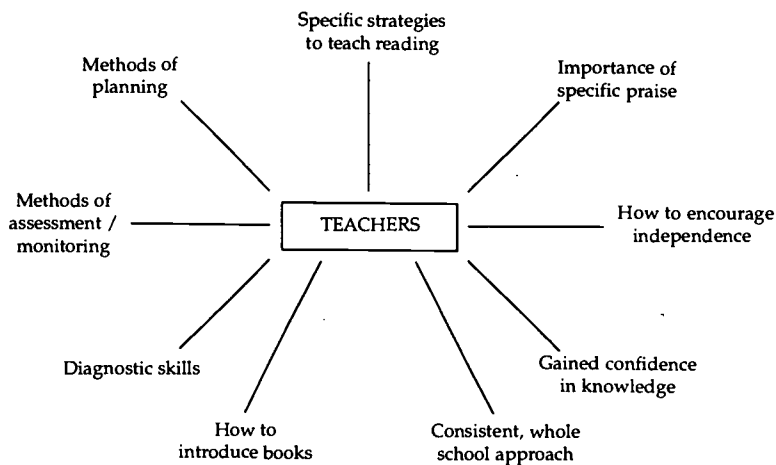 Specific strategies
to teach reading
Methods of
planning
Importance of
specific praise
Methods of
assessment /
monitoring
TEACHERS
How to encourage
independence
Diagnostic skills
Gained confidence
in knowledge
How to
introduce books
Consistent, whole
school approach